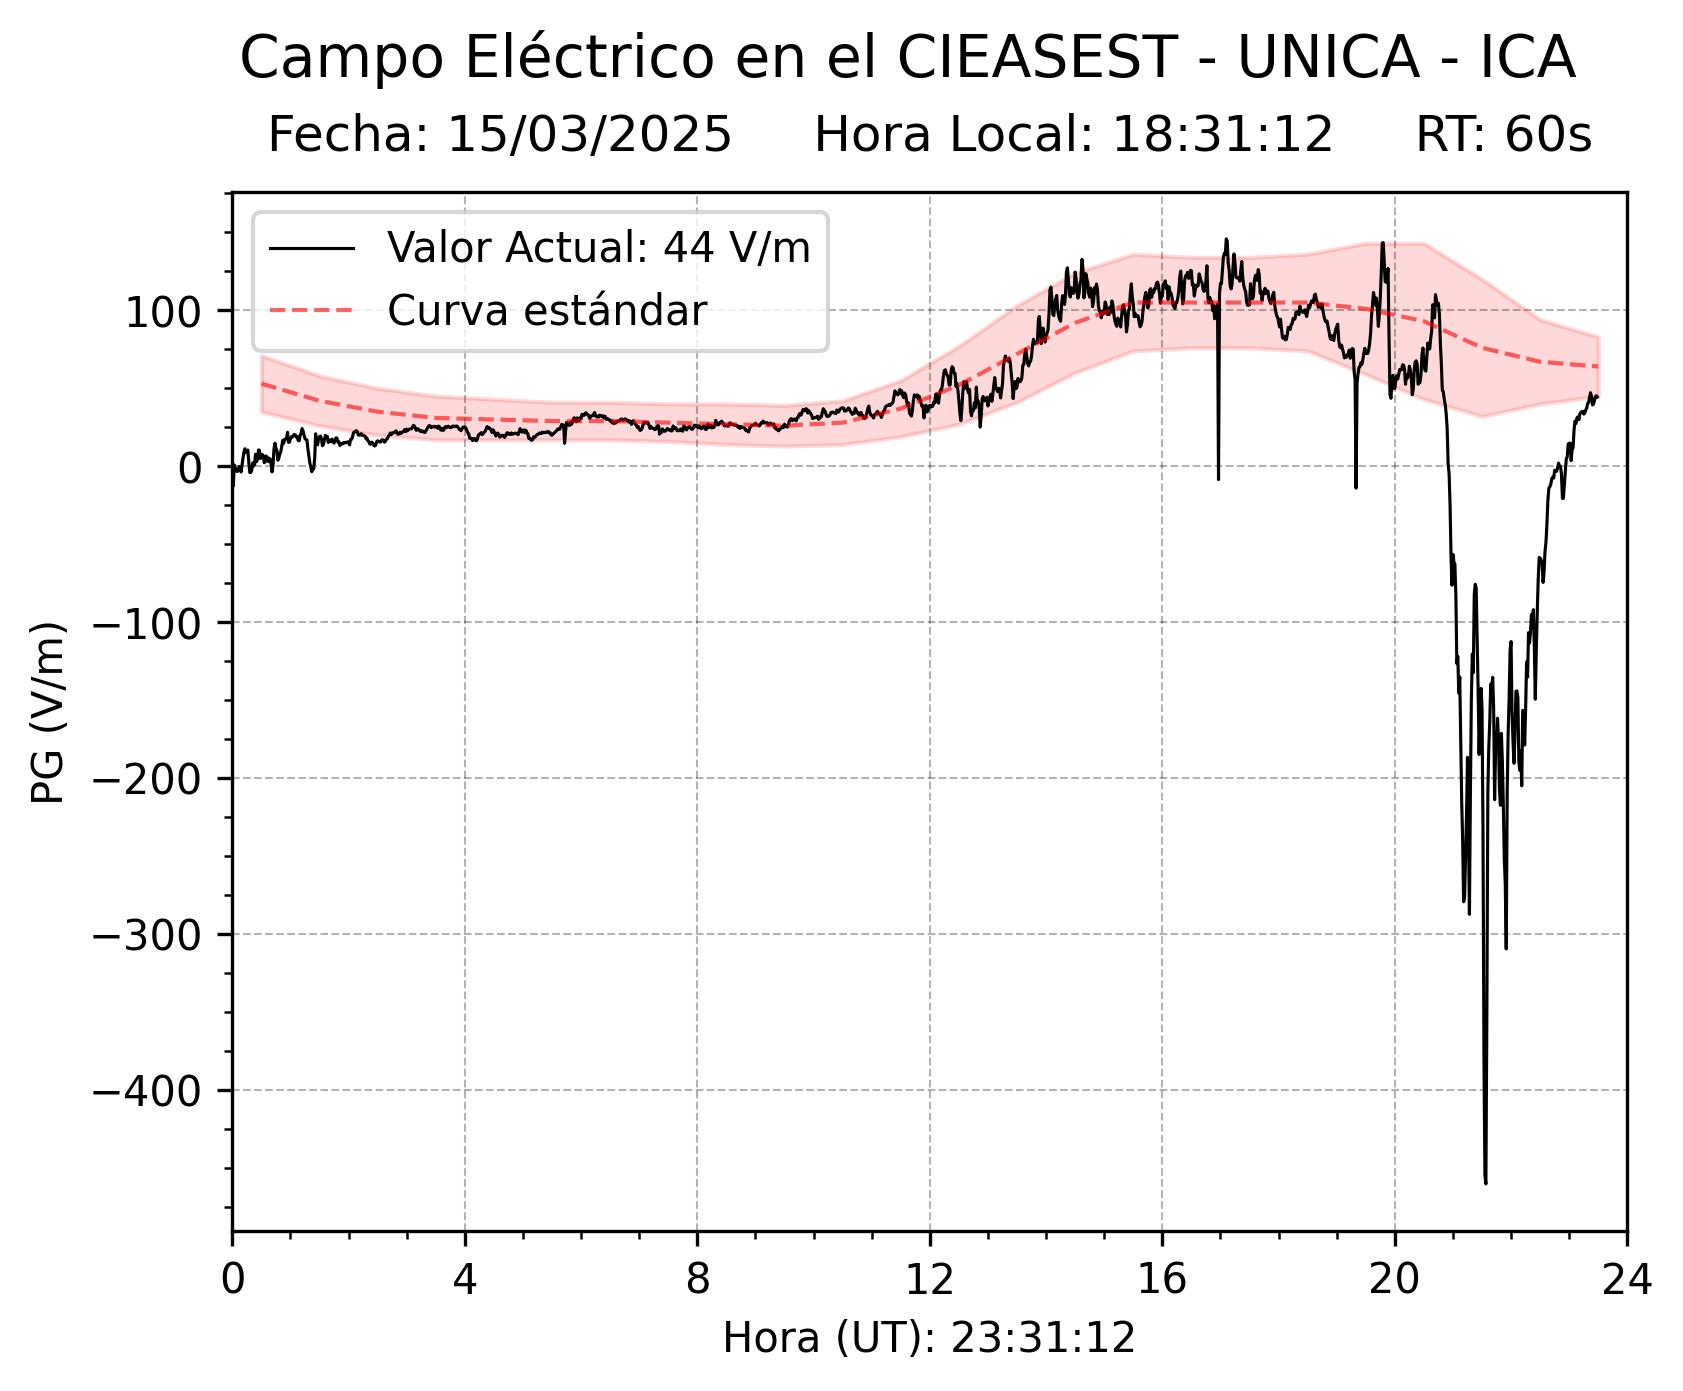 Campo Eléctrico en el CIEASEST - UNICA - ICA
Fecha: 15/03/2025 Hora Local: 18:31:12 RT: 60s
Valor Actual: 44 V/m
Curva estándar
100
0
−100
−200
−300
−400
PG (V/m)
0 4 8 12 16 20 24
Hora (UT): 23:31:12